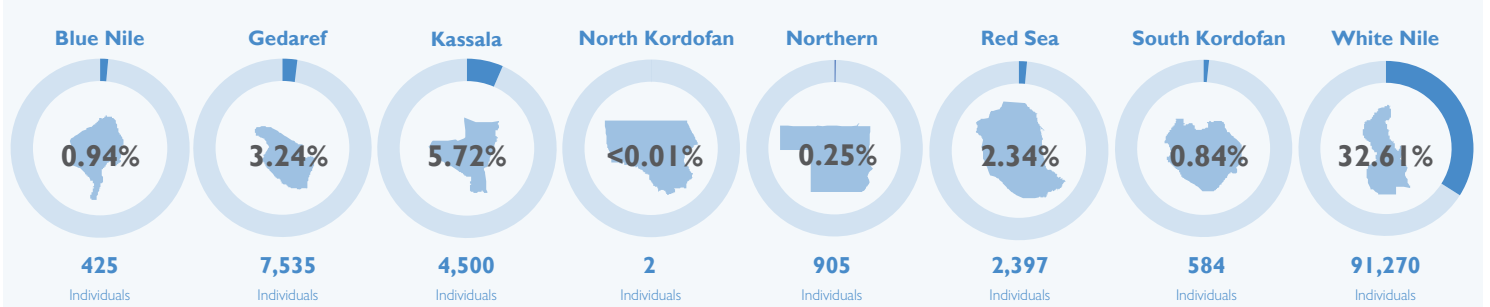 Blue Nile Gedaref Kassala North Kordofan Northern Red Sea South Kordofan White Nile
0.94% 3.24% 5.72% <0.01% 0.25% 2.34% 0.84% 32.61%
425 7,535 4,500 2 905 2,397 584 91,270
Individuals Individuals Individuals Individuals Individuals Individuals Individuals Individuals